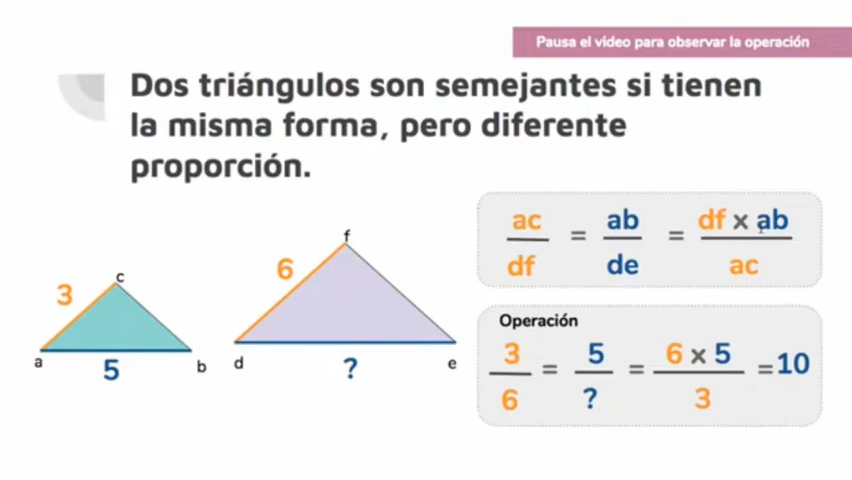 Pausa el vídeo para observar la operación
Dos triángulos son semejantes si tienen
la misma forma, pero diferente
proporción.
f
6
c
3
a
5
b
d
?
e
ac
df
=
ab
de
=
df x ab
ac
Operación
3
6
=
5
?
=
6 x 5
3
=10